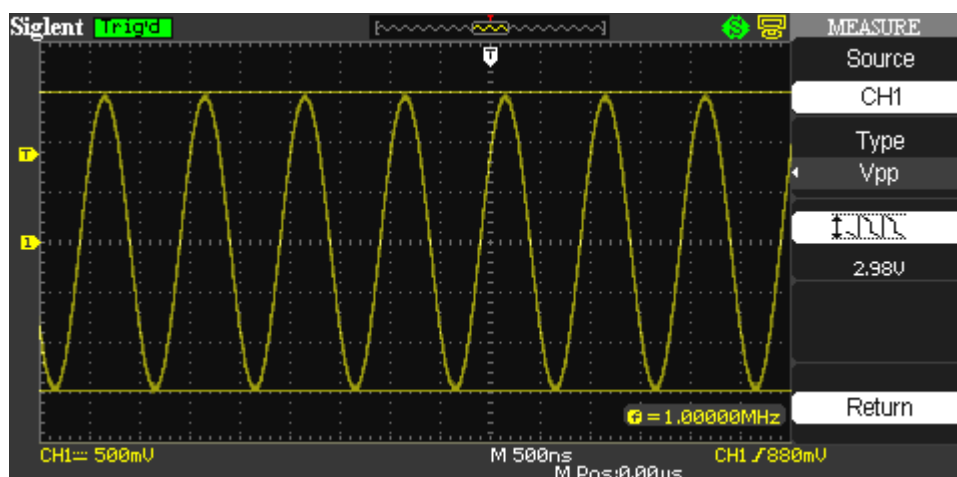 Siglent Trig'd MEASURE
T
Source
CH1
Type
Vpp
T
1
2.98V
f =1.00000MHz
Return
CH1 500mV M 500ns CH1 880mV
M Pos:0.00us